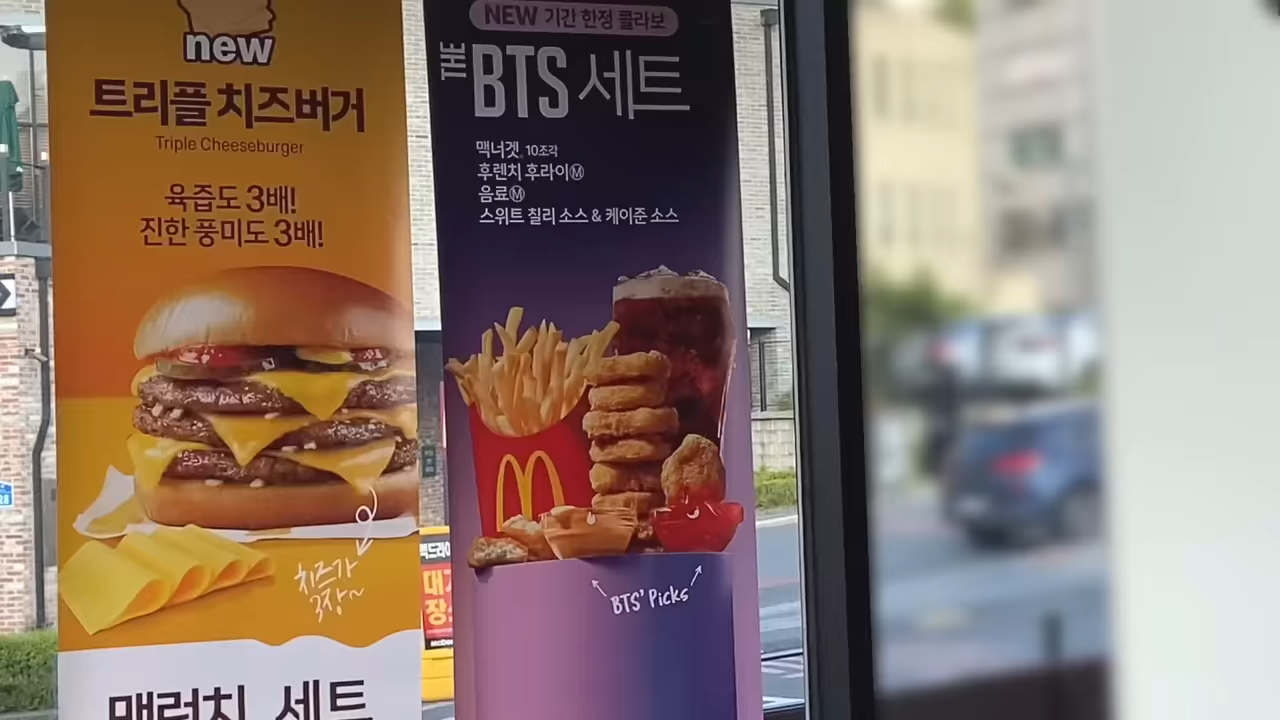 new
트리플 치즈버거
Triple Cheeseburger
육즙도 3배!
진한 풍미도 3배!
치즈가
3장~
맥런치 세트
NEW 기간 한정 콜라보
THE BTS 세트
맥너겟 10조각
후렌치 후라이Ⓜ
음료Ⓜ
스위트 칠리 소스 & 케이준 소스
BTS' Picks